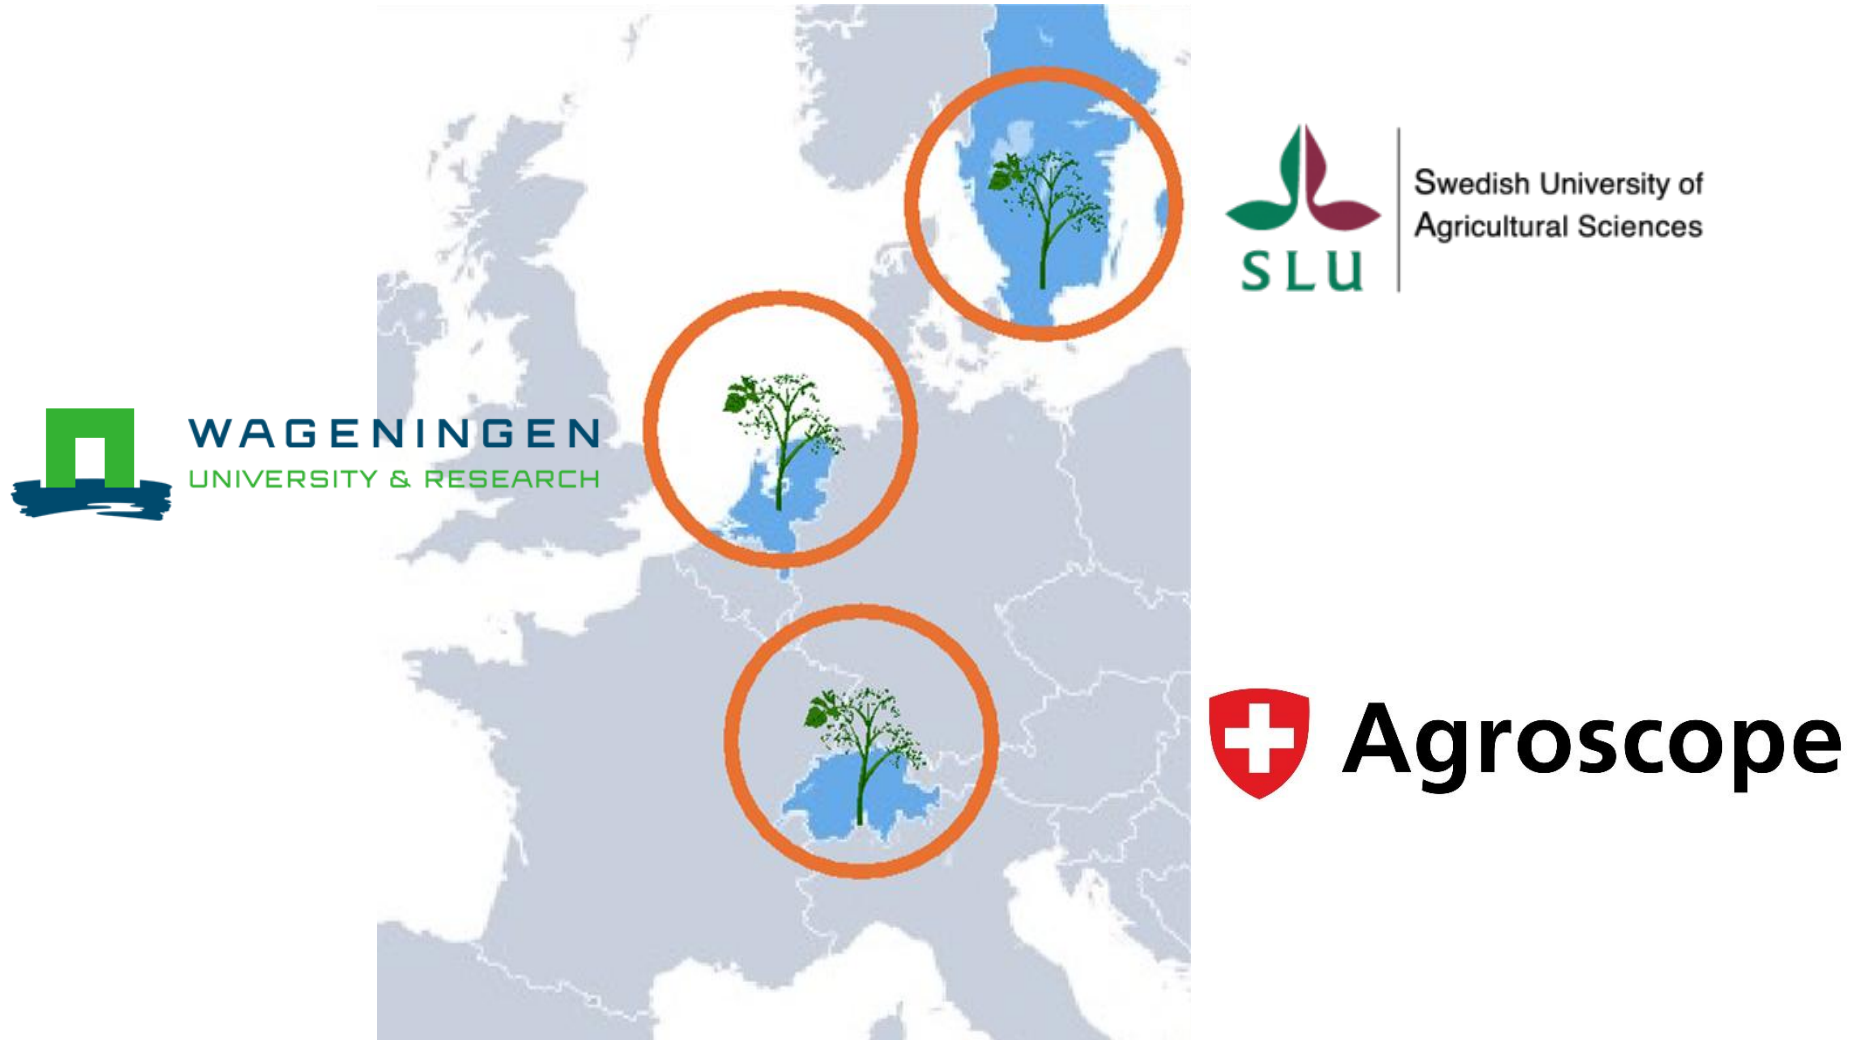 Swedish University of
Agricultural Sciences
SLU
WAGENINGEN
UNIVERSITY & RESEARCH
Agroscope